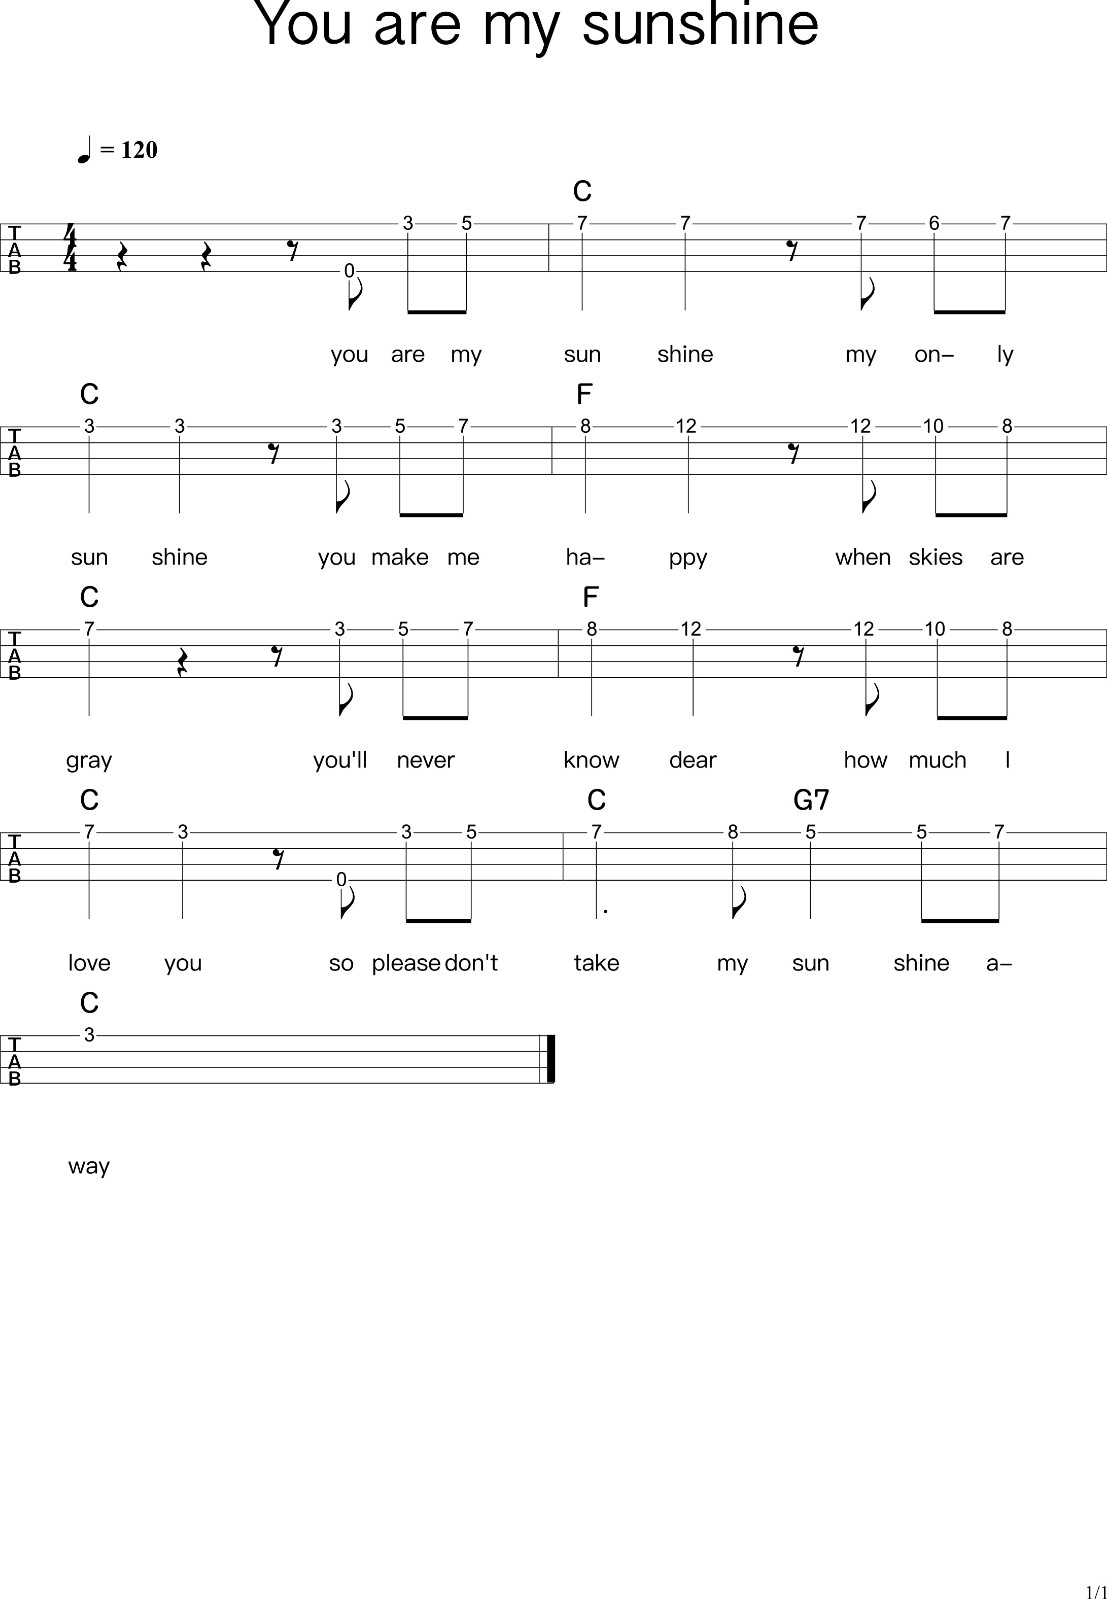 You are my sunshine
= 120
C
T A B 4 4 0 3 5 7 7 7 6 7
you are my sun shine my on- ly
C F
T A B 3 3 3 5 7 8 12 12 10 8
sun shine you make me ha- ppy when skies are
C F
T A B 7 3 5 7 8 12 12 10 8
gray you'll never know dear how much I
C C G7
T A B 7 3 0 3 5 7 8 5 5 7
love you so please don't take my sun shine a-
C
T A B 3
way
1/1